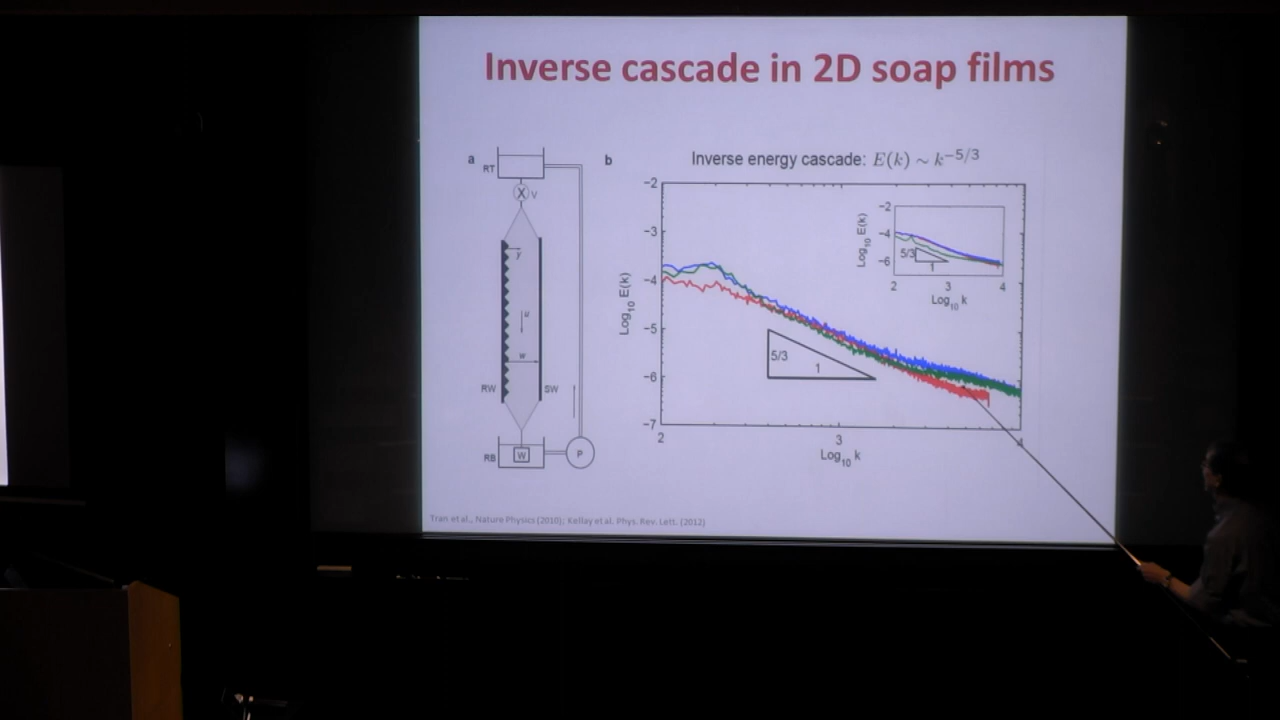 Inverse cascade in 2D soap films
a
RT
V
y
u
w
RW
SW
RB
W
P
b
Inverse energy cascade: E(k) ∼ k^−5/3
−2
−3
−4
−5
−6
−7
Log10 E(k)
5/3
1
2
3
4
Log10 k
−2
−4
−6
Log10 E(k)
5/3
1
2
3
4
Log10 k
Tran et al., Nature Physics (2010); Kellay et al. Phys. Rev. Lett. (2012)